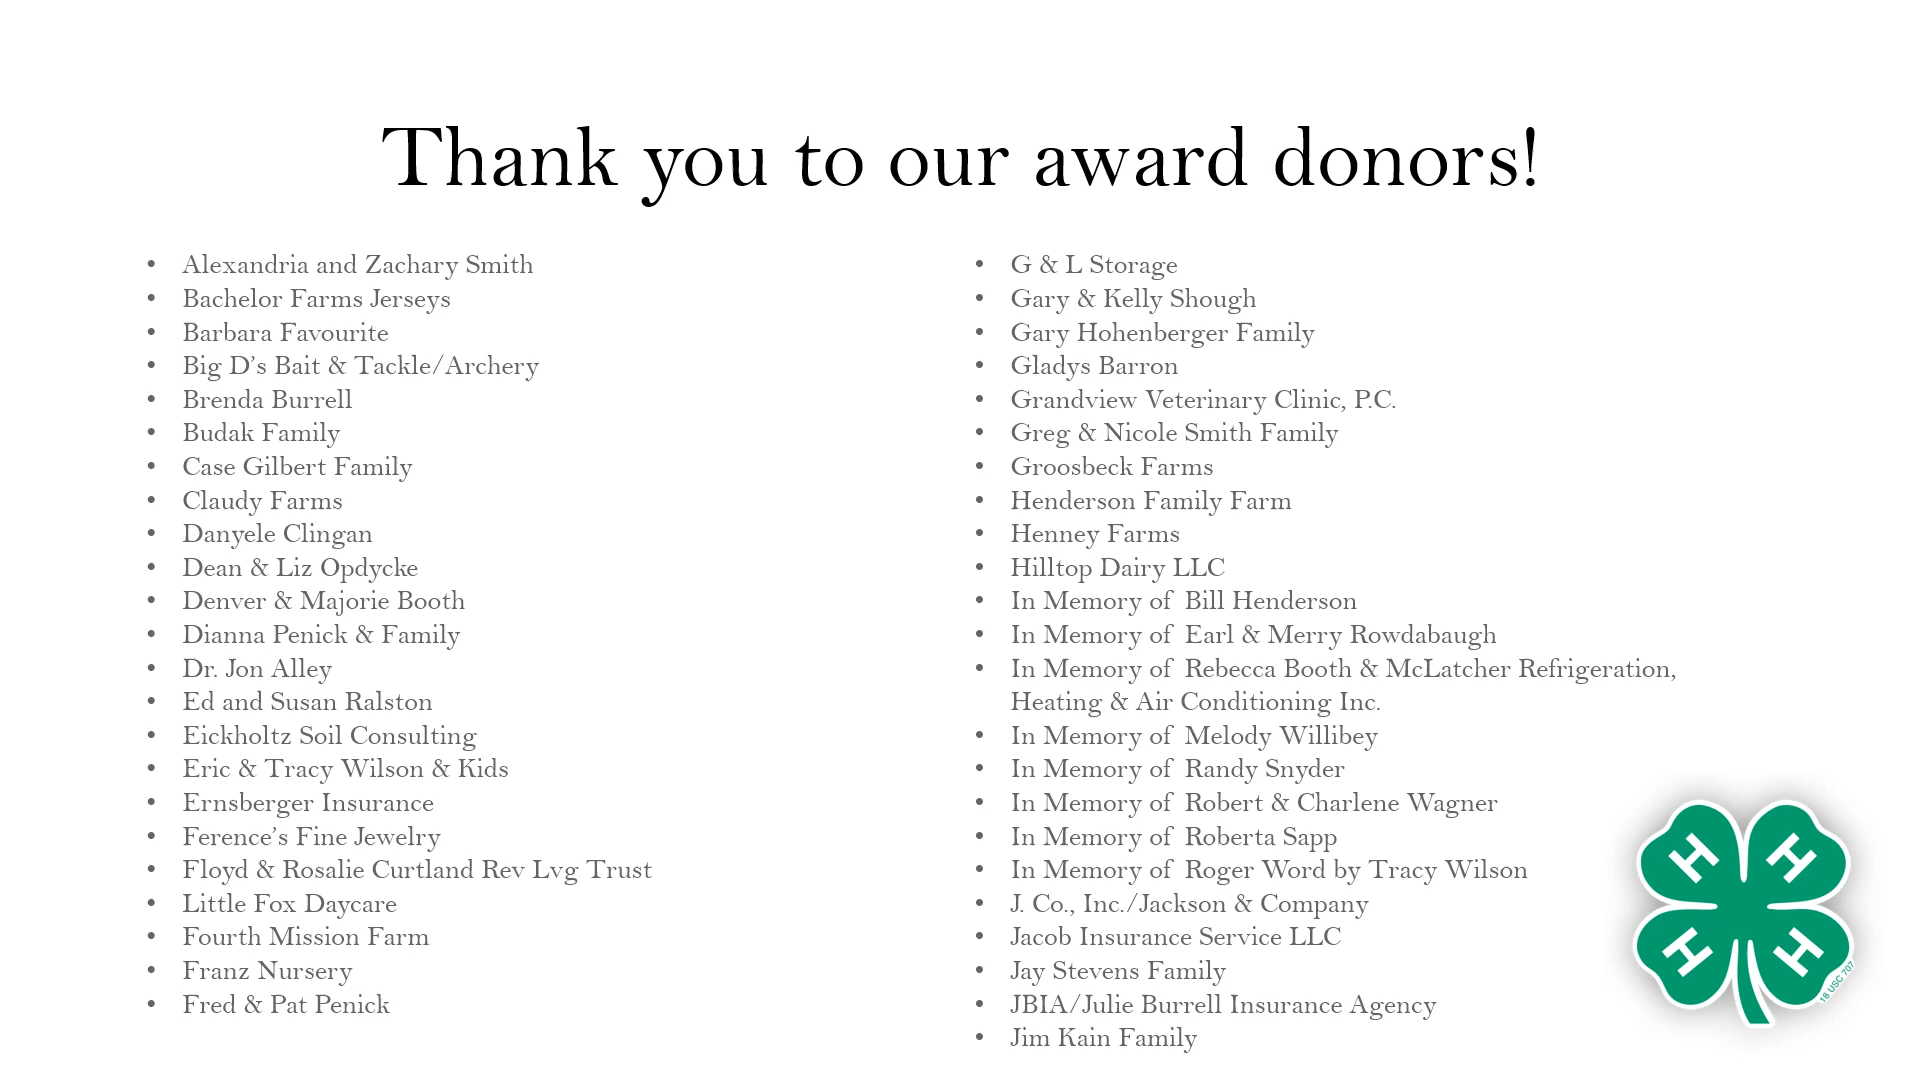 Thank you to our award donors!
• Alexandria and Zachary Smith
• Bachelor Farms Jerseys
• Barbara Favourite
• Big D’s Bait & Tackle/Archery
• Brenda Burrell
• Budak Family
• Case Gilbert Family
• Claudy Farms
• Danyele Clingan
• Dean & Liz Opdycke
• Denver & Majorie Booth
• Dianna Penick & Family
• Dr. Jon Alley
• Ed and Susan Ralston
• Eickholtz Soil Consulting
• Eric & Tracy Wilson & Kids
• Ernsberger Insurance
• Ference’s Fine Jewelry
• Floyd & Rosalie Curtland Rev Lvg Trust
• Little Fox Daycare
• Fourth Mission Farm
• Franz Nursery
• Fred & Pat Penick
• G & L Storage
• Gary & Kelly Shough
• Gary Hohenberger Family
• Gladys Barron
• Grandview Veterinary Clinic, P.C.
• Greg & Nicole Smith Family
• Groosbeck Farms
• Henderson Family Farm
• Henney Farms
• Hilltop Dairy LLC
• In Memory of Bill Henderson
• In Memory of Earl & Merry Rowdabaugh
• In Memory of Rebecca Booth & McLatcher Refrigeration,
Heating & Air Conditioning Inc.
• In Memory of Melody Willibey
• In Memory of Randy Snyder
• In Memory of Robert & Charlene Wagner
• In Memory of Roberta Sapp
• In Memory of Roger Word by Tracy Wilson
• J. Co., Inc./Jackson & Company
• Jacob Insurance Service LLC
• Jay Stevens Family
• JBIA/Julie Burrell Insurance Agency
• Jim Kain Family
H H
H H
18 USC 707